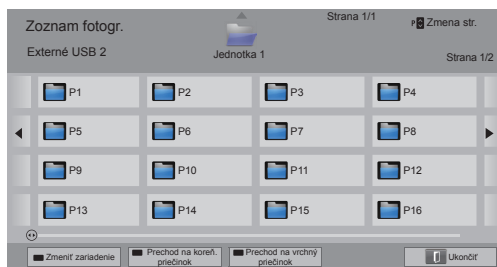 Zoznam fotogr.
Strana 1/1
P Zmena str.
Externé USB 2
Jednotka 1
Strana 1/2
P1
P2
P3
P4
P5
P6
P7
P8
P9
P10
P11
P12
P13
P14
P15
P16
Zmeniť zariadenie
Prechod na koreň.
priečinok
Prechod na vrchný
priečinok
Ukončiť